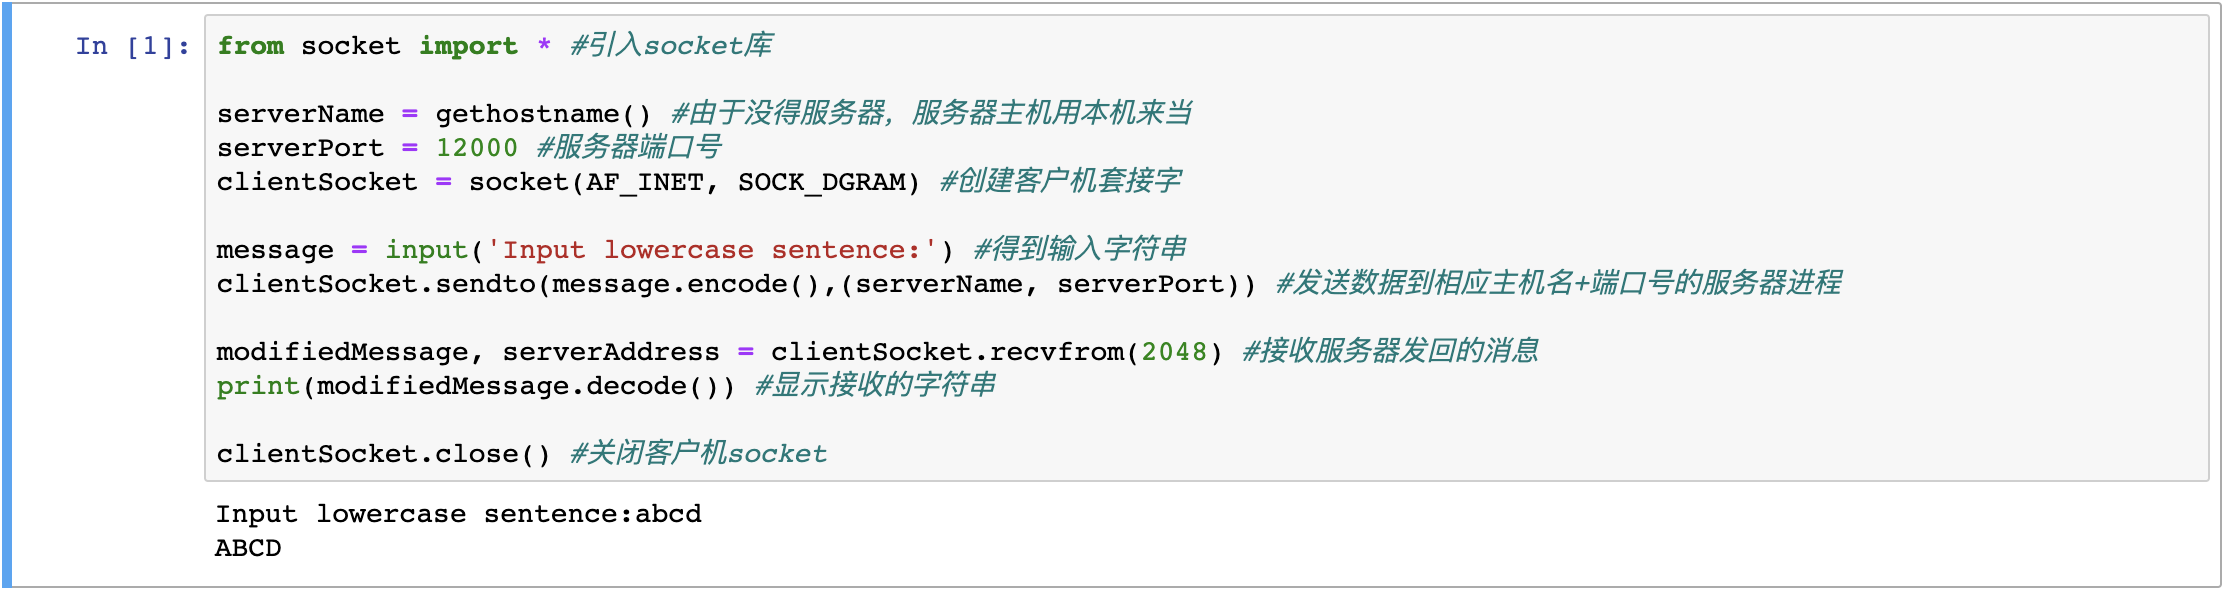 In [1]:
from socket import * #引入socket库
serverName = gethostname() #由于没得服务器，服务器主机用本机来当
serverPort = 12000 #服务器端口号
clientSocket = socket(AF_INET, SOCK_DGRAM) #创建客户机套接字
message = input('Input lowercase sentence:') #得到输入字符串
clientSocket.sendto(message.encode(),(serverName, serverPort)) #发送数据到相应主机名+端口号的服务器进程
modifiedMessage, serverAddress = clientSocket.recvfrom(2048) #接收服务器发回的消息
print(modifiedMessage.decode()) #显示接收的字符串
clientSocket.close() #关闭客户机socket
Input lowercase sentence:abcd
ABCD